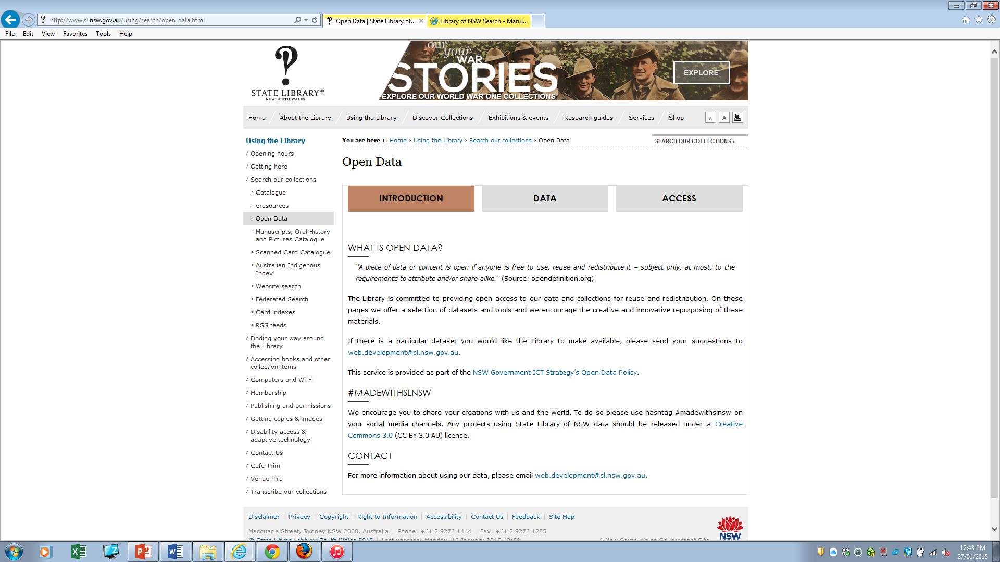 http://www.sl.nsw.gov.au/using/search/open_data.html
Open Data | State Library of...
Library of NSW Search - Manu...
File Edit View Favorites Tools Help
?
STATE LIBRARY®
NEW SOUTH WALES
our
your
WAR
STORIES
EXPLORE OUR WORLD WAR ONE COLLECTIONS
EXPLORE
Home About the Library Using the Library Discover Collections Exhibitions & events Research guides Services Shop A A
Using the Library
/ Opening hours
/ Getting here
/ Search our collections
› Catalogue
› eresources
› Open Data
› Manuscripts, Oral History
and Pictures Catalogue
› Scanned Card Catalogue
› Australian Indigenous
Index
› Website search
› Federated Search
› Card indexes
› RSS feeds
/ Finding your way around
the Library
/ Accessing books and other
collection items
/ Computers and Wi-Fi
/ Membership
/ Publishing and permissions
/ Getting copies & images
/ Disability access &
adaptive technology
/ Contact Us
/ Cafe Trim
/ Venue hire
/ Transcribe our collections
You are here :: Home › Using the Library › Search our collections › Open Data
SEARCH OUR COLLECTIONS ›
Open Data
INTRODUCTION DATA ACCESS
WHAT IS OPEN DATA?
"A piece of data or content is open if anyone is free to use, reuse and redistribute it – subject only, at most, to the
requirements to attribute and/or share-alike." (Source: opendefinition.org)
The Library is committed to providing open access to our data and collections for reuse and redistribution. On these
pages we offer a selection of datasets and tools and we encourage the creative and innovative repurposing of these
materials.
If there is a particular dataset you would like the Library to make available, please send your suggestions to
web.development@sl.nsw.gov.au.
This service is provided as part of the NSW Government ICT Strategy's Open Data Policy.
#MADEWITHSLNSW
We encourage you to share your creations with us and the world. To do so please use hashtag #madewithslnsw on
your social media channels. Any projects using State Library of NSW data should be released under a Creative
Commons 3.0 (CC BY 3.0 AU) license.
CONTACT
For more information about using our data, please email web.development@sl.nsw.gov.au.
Disclaimer | Privacy | Copyright | Right to Information | Accessibility | Contact Us | Feedback | Site Map
Macquarie Street, Sydney NSW 2000, Australia | Phone: +61 2 9273 1414 | Fax: +61 2 9273 1255
© State Library of New South Wales 2015 | Last updated: Monday, 19 January 2015 12:50
A New South Wales Government Site
NSW
12:43 PM
27/01/2015